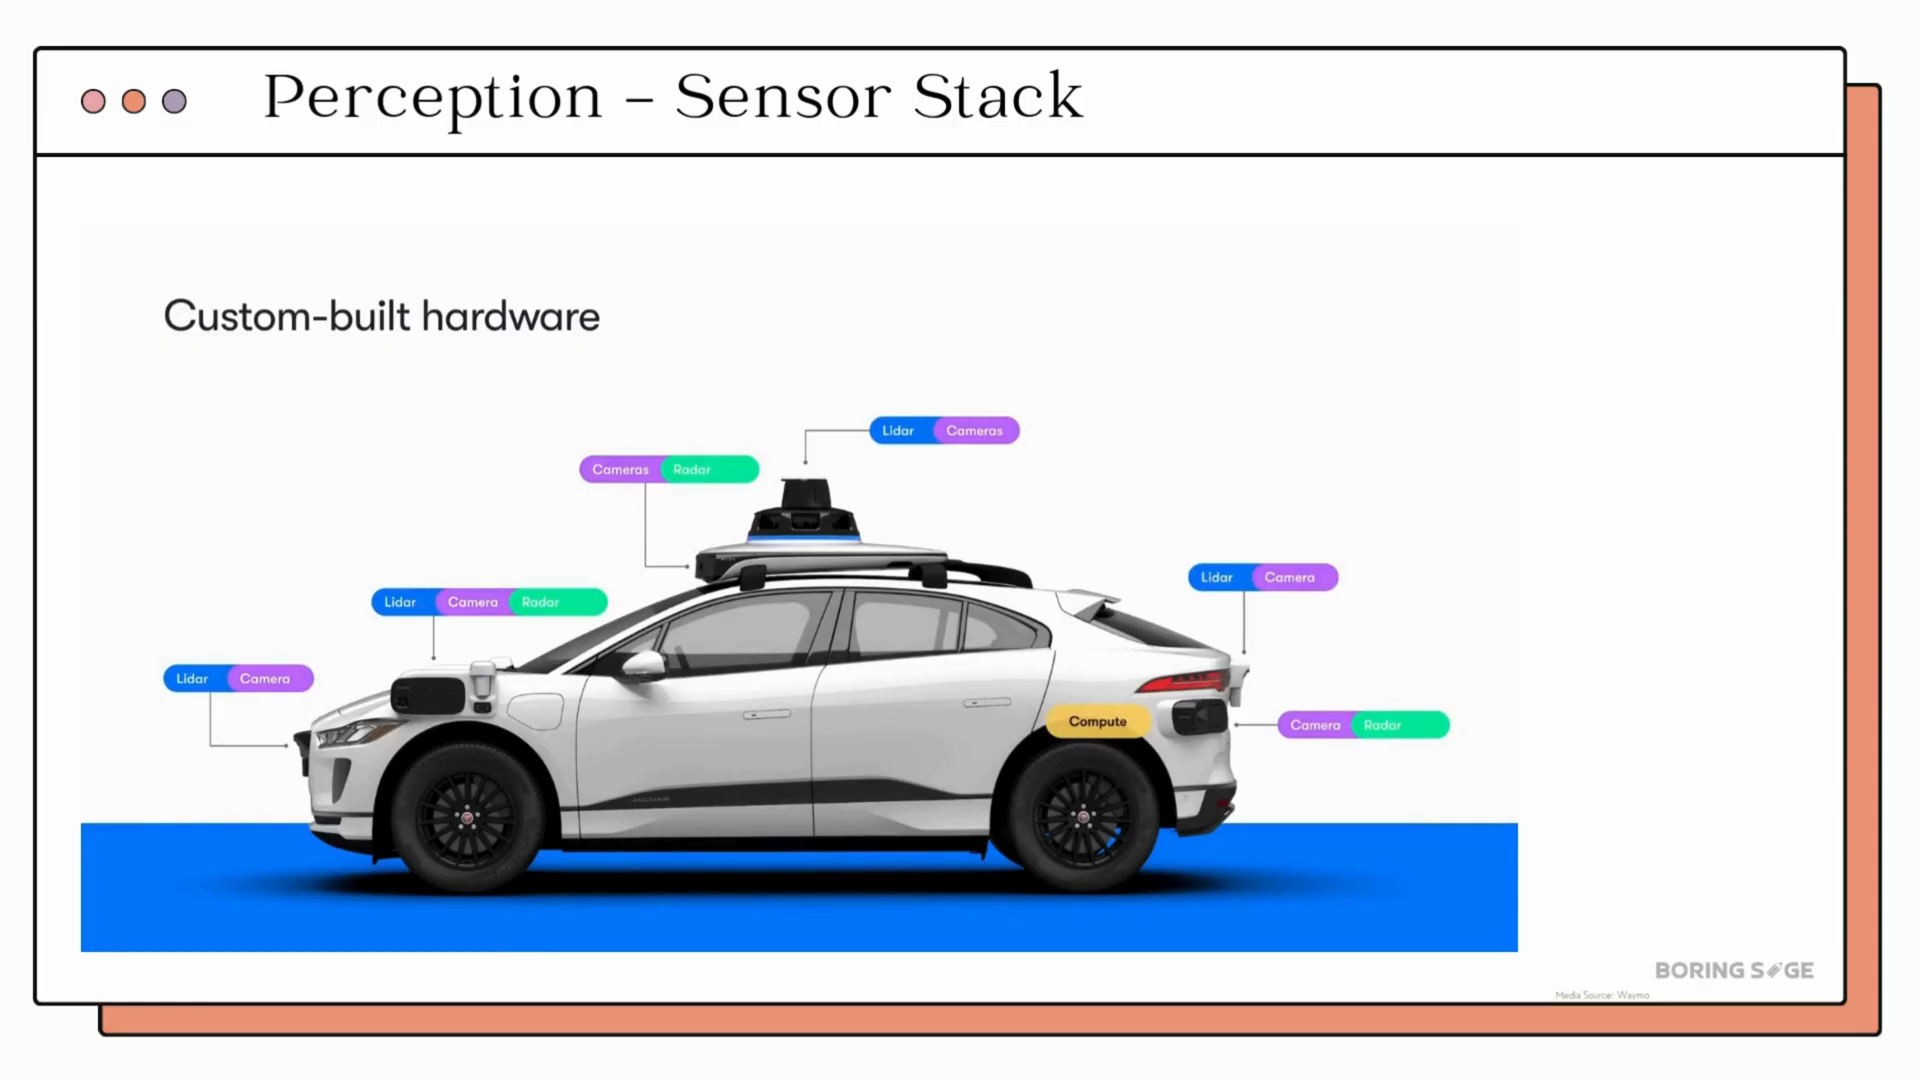 Perception – Sensor Stack
Custom-built hardware
Lidar Cameras
Cameras Radar
Lidar Camera
Lidar Camera Radar
Lidar Camera
Compute
Camera Radar
JAGUAR
BORING SAGE
Media Source: Waymo